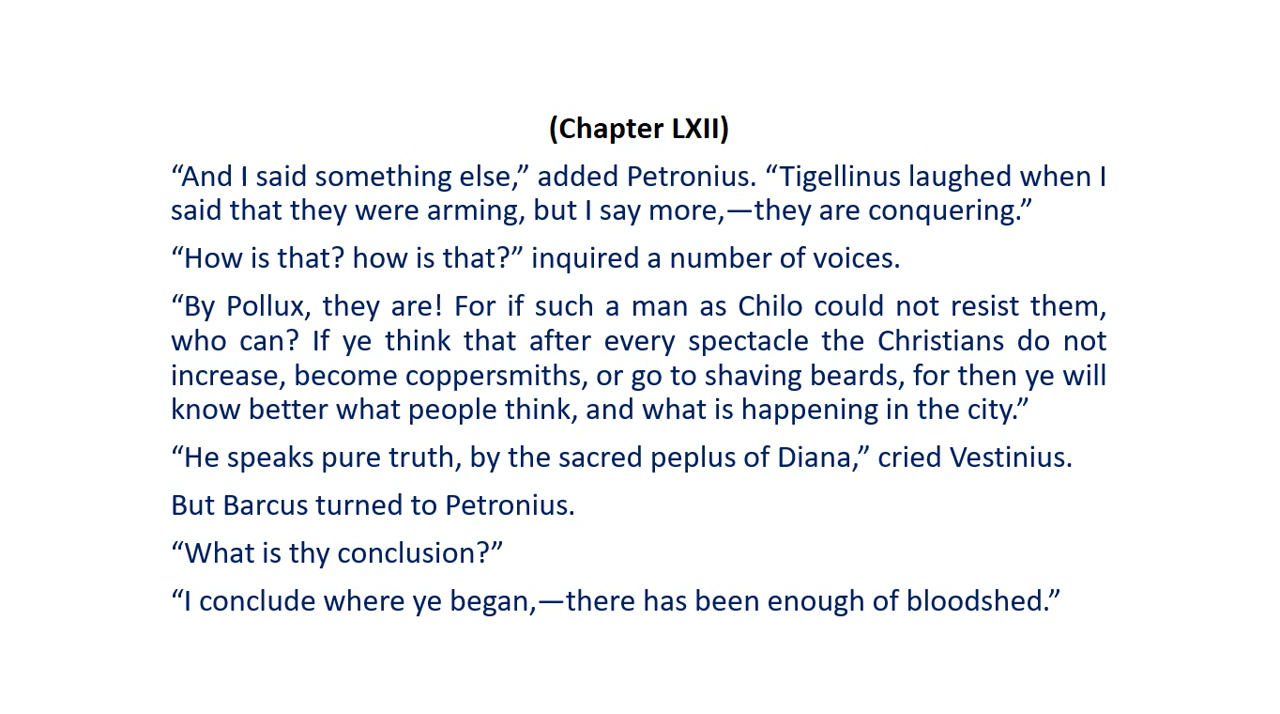 (Chapter LXII)
“And I said something else,” added Petronius. “Tigellinus laughed when I
said that they were arming, but I say more,—they are conquering.”
“How is that? how is that?” inquired a number of voices.
“By Pollux, they are! For if such a man as Chilo could not resist them,
who can? If ye think that after every spectacle the Christians do not
increase, become coppersmiths, or go to shaving beards, for then ye will
know better what people think, and what is happening in the city.”
“He speaks pure truth, by the sacred peplus of Diana,” cried Vestinius.
But Barcus turned to Petronius.
“What is thy conclusion?”
“I conclude where ye began,—there has been enough of bloodshed.”